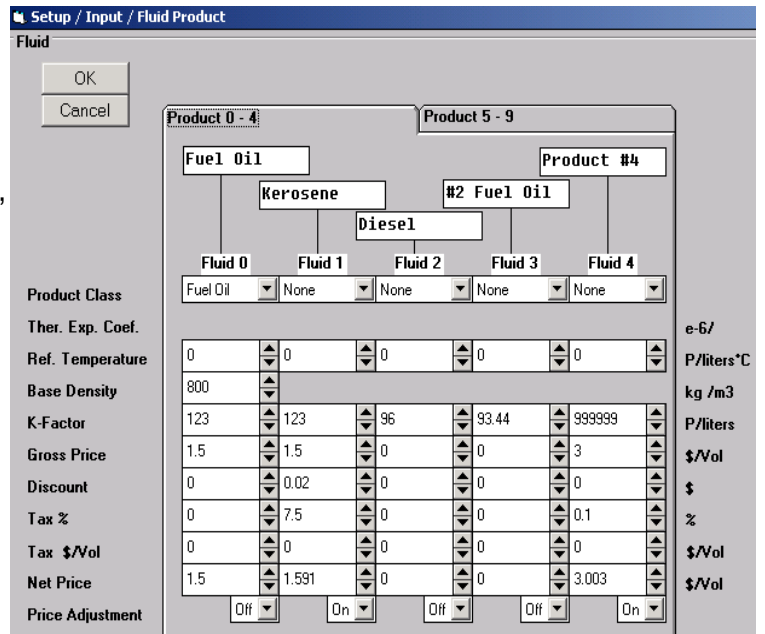 Setup / Input / Fluid Product
Fluid
OK
Cancel
Product 0 - 4 Product 5 - 9
,
Fuel Oil Product #4
Kerosene #2 Fuel Oil
Diesel
Fluid 0 Fluid 1 Fluid 2 Fluid 3 Fluid 4
Product Class Fuel Oil None None None None
Ther. Exp. Coef. e-6/
Ref. Temperature 0 0 0 0 0 P/liters*C
Base Density 800 kg /m3
K-Factor 123 123 96 93.44 999999 P/liters
Gross Price 1.5 1.5 0 0 3 $/Vol
Discount 0 0.02 0 0 0 $
Tax % 0 7.5 0 0 0.1 %
Tax $/Vol 0 0 0 0 0 $/Vol
Net Price 1.5 1.591 0 0 3.003 $/Vol
Price Adjustment Off On Off Off On